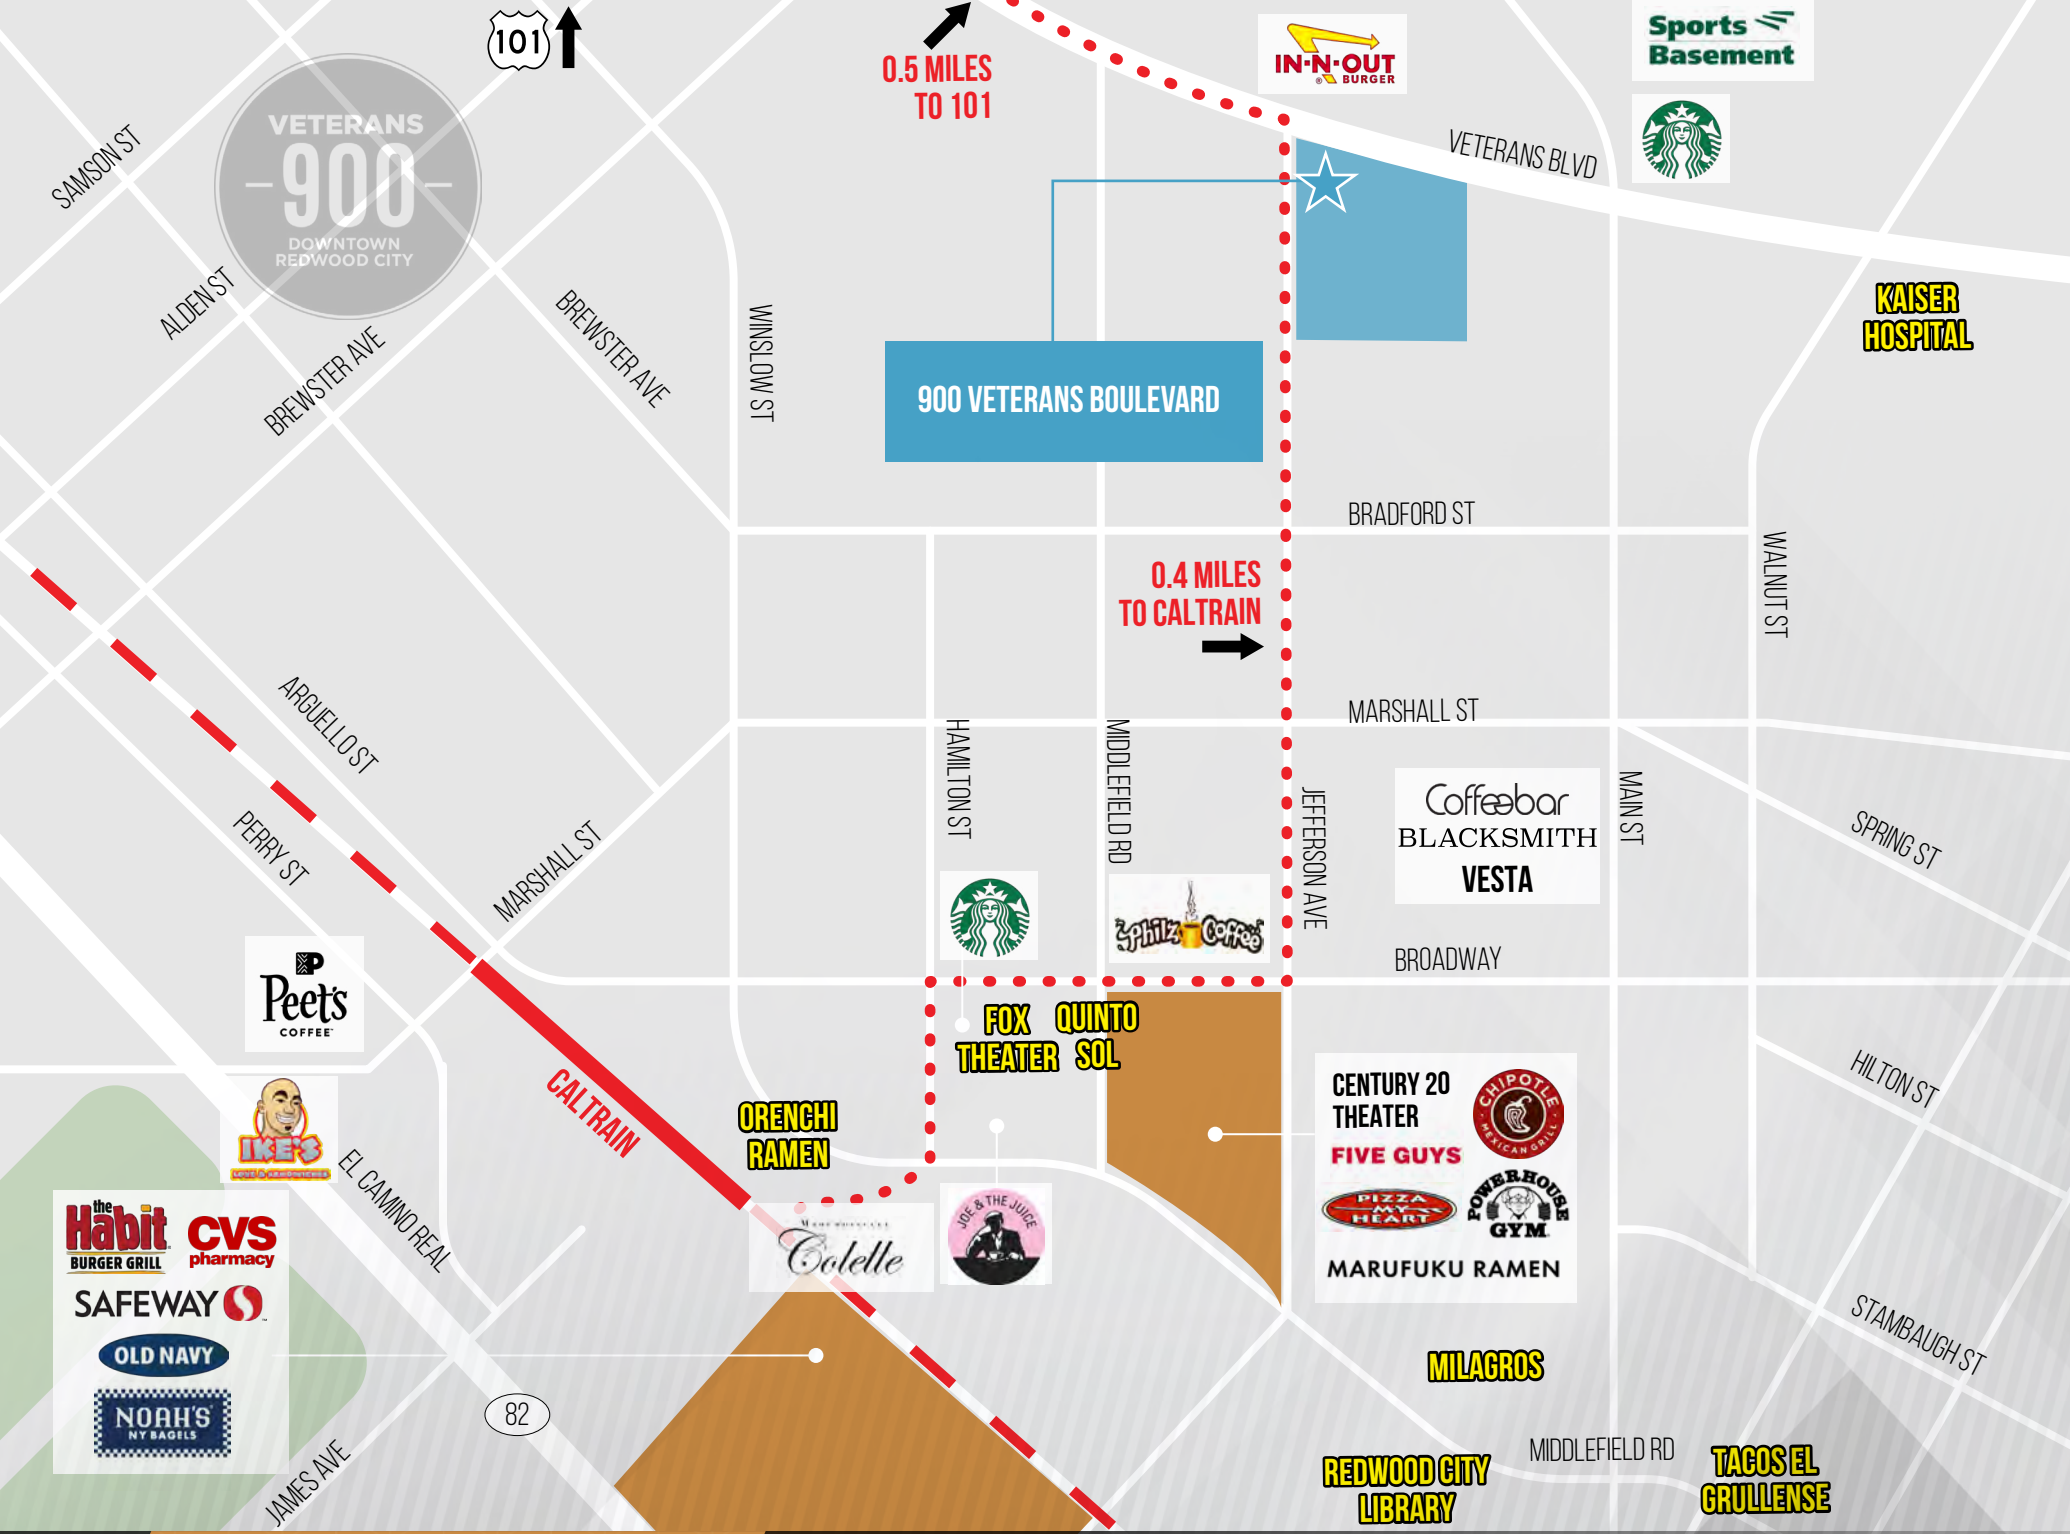 101
0.5 MILES
TO 101
IN-N-OUT
BURGER
Sports
Basement
VETERANS
900
DOWNTOWN
REDWOOD CITY
VETERANS BLVD
SAMSON ST
ALDEN ST
BREWSTER AVE
BREWSTER AVE
WINSLOW ST
KAISER
HOSPITAL
900 VETERANS BOULEVARD
BRADFORD ST
0.4 MILES
TO CALTRAIN
WALNUT ST
ARGUELLO ST
MARSHALL ST
HAMILTON ST
MIDDLEFIELD RD
JEFFERSON AVE
Coffeebar
BLACKSMITH
VESTA
MAIN ST
SPRING ST
PERRY ST
MARSHALL ST
Philz Coffee
BROADWAY
Peet's
COFFEE
FOX
THEATER
QUINTO
SOL
CALTRAIN
ORENCHI
RAMEN
CENTURY 20
THEATER
CHIPOTLE
MEXICAN GRILL
FIVE GUYS
PIZZA
MY
HEART
POWERHOUSE
GYM
MARUFUKU RAMEN
HILTON ST
IKE'S
LOVE & SANDWICHES
EL CAMINO REAL
the
Habit
BURGER GRILL
CVS
pharmacy
SAFEWAY
OLD NAVY
NOAH'S
NY BAGELS
Colelle
JOE & THE JUICE
STAMBAUGH ST
MILAGROS
82
JAMES AVE
REDWOOD CITY
LIBRARY
MIDDLEFIELD RD
TACOS EL
GRULLENSE